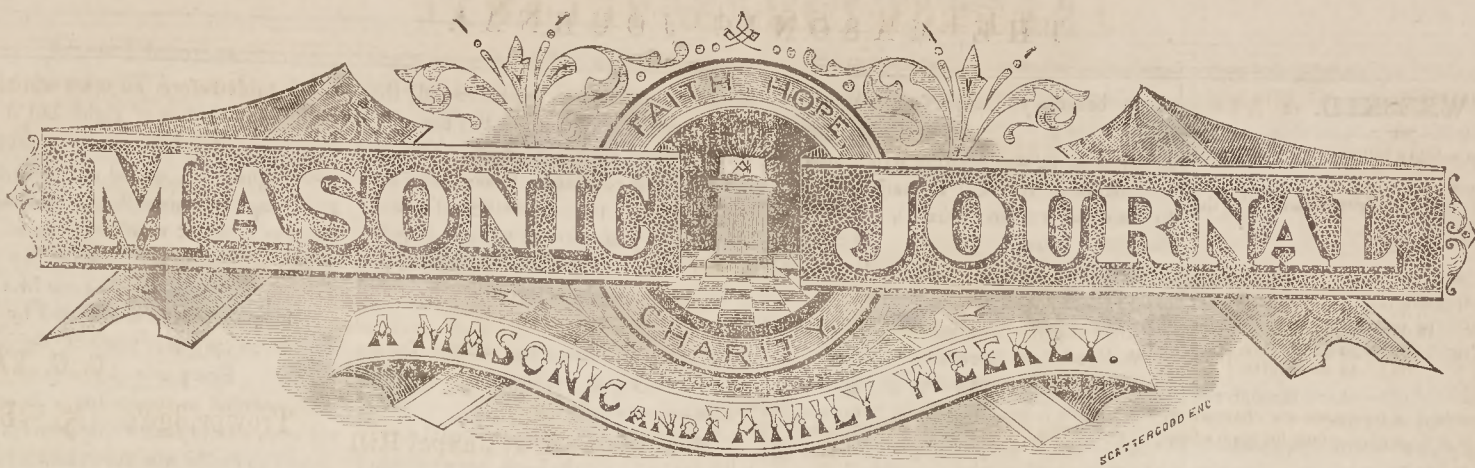 FAITH HOPE
MASONIC JOURNAL
CHARITY
A MASONIC AND FAMILY WEEKLY.
SCATTERGOOD ENG